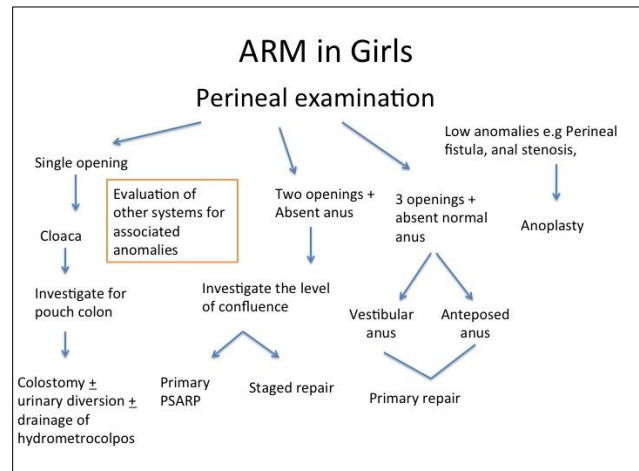 ARM in Girls
Perineal examination
Low anomalies e.g Perineal
fistula, anal stenosis,
Single opening
Evaluation of
other systems for
associated
anomalies
Two openings +
Absent anus
3 openings +
absent normal
anus
Anoplasty
Cloaca
Investigate for
pouch colon
Investigate the level
of confluence
Vestibular
anus
Anteposed
anus
Colostomy ±
urinary diversion ±
drainage of
hydrometrocolpos
Primary
PSARP
Staged repair
Primary repair